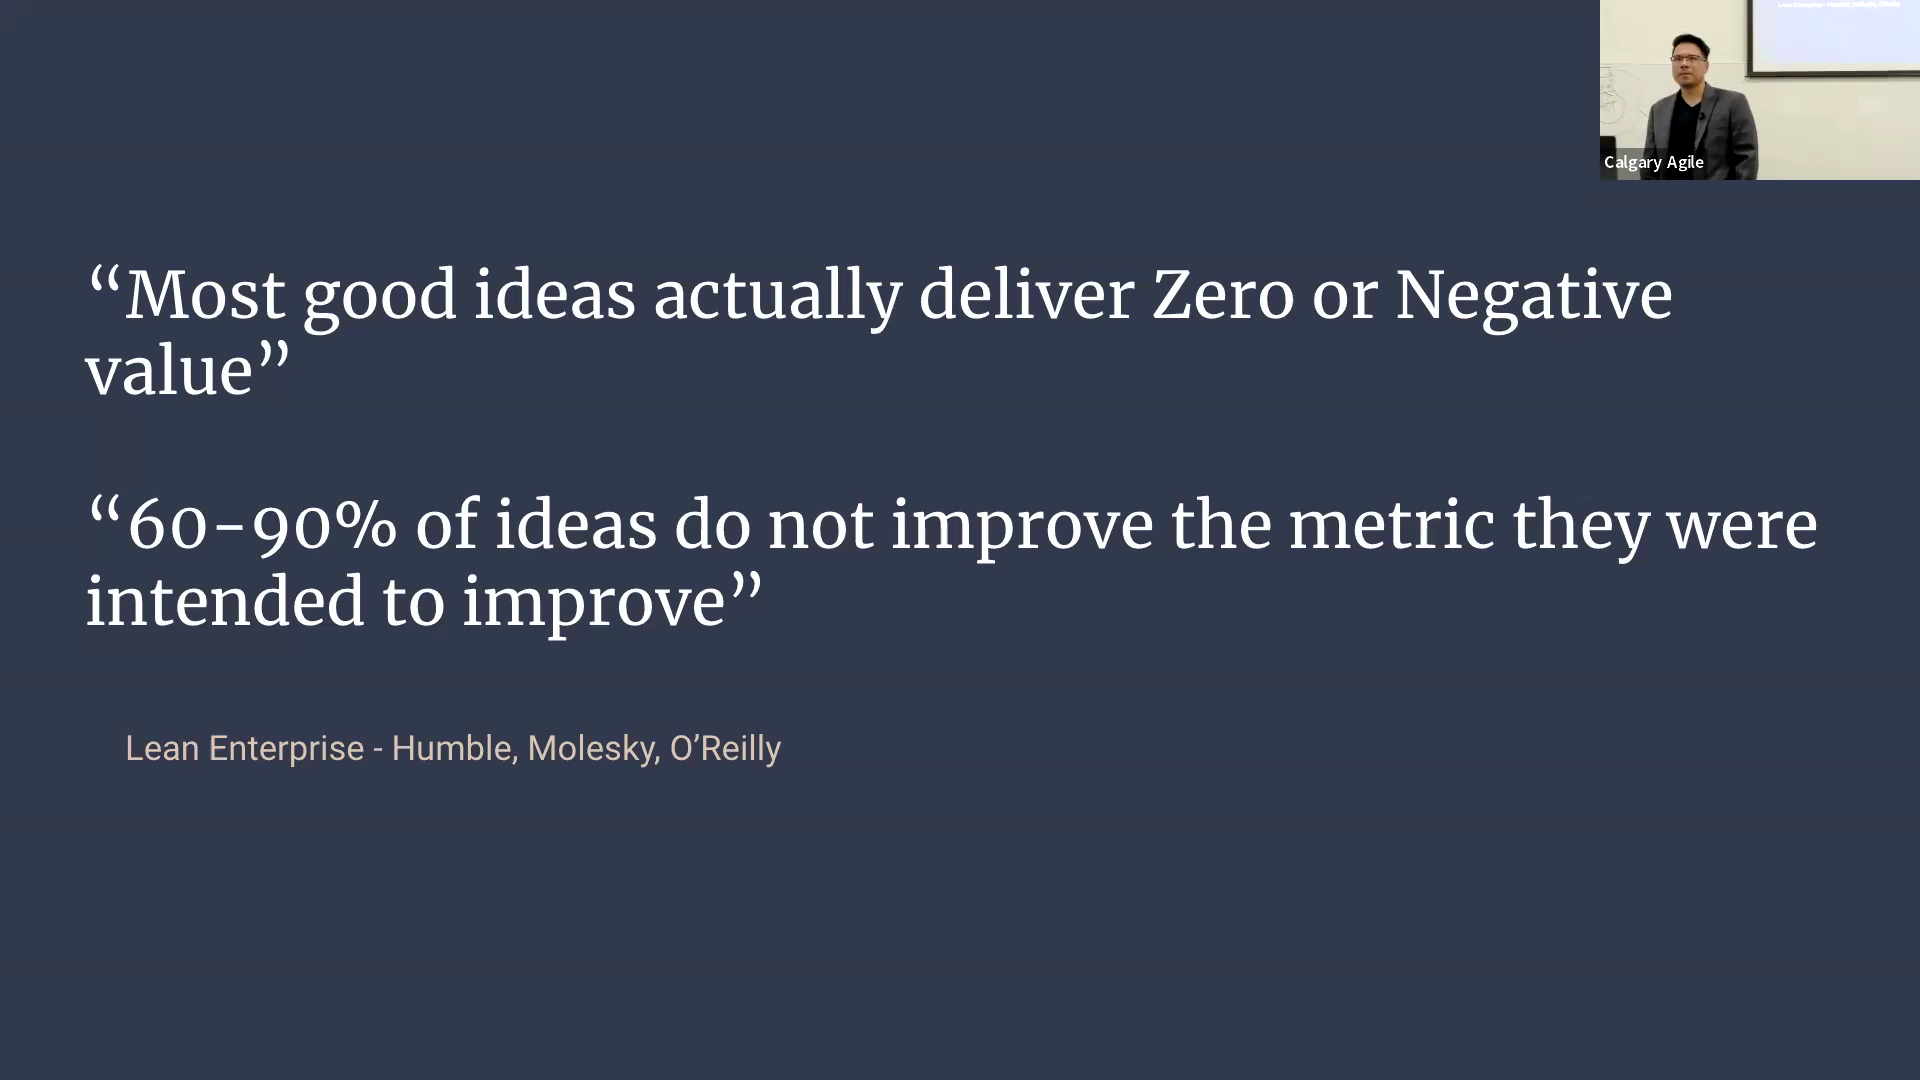 Calgary Agile
“Most good ideas actually deliver Zero or Negative
value”
“60-90% of ideas do not improve the metric they were
intended to improve”
Lean Enterprise - Humble, Molesky, O’Reilly